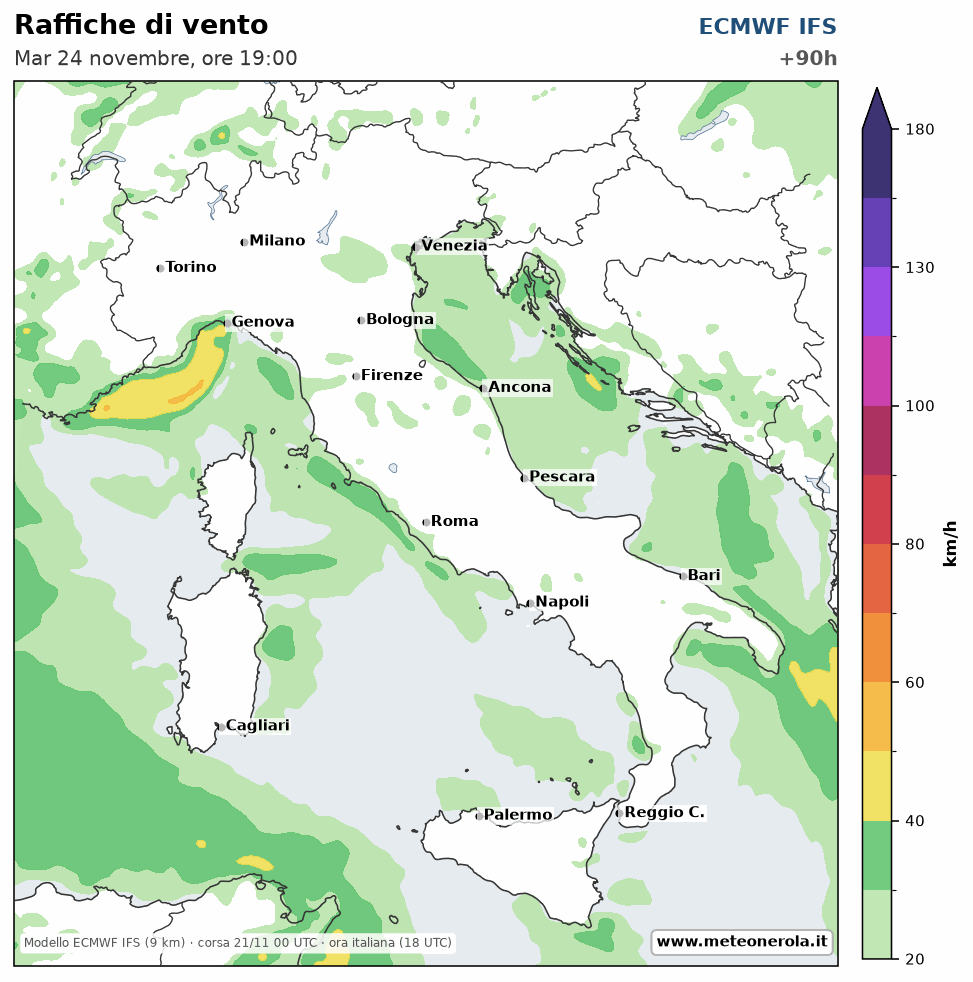 Raffiche di vento
ECMWF IFS
Mar 24 novembre, ore 19:00
+90h
Milano
Venezia
Torino
Genova
Bologna
Firenze
Ancona
Pescara
Roma
Bari
Napoli
Cagliari
Palermo
Reggio C.
180
130
100
80
60
40
20
km/h
Modello ECMWF IFS (9 km) · corsa 21/11 00 UTC · ora italiana (18 UTC)
www.meteonerola.it